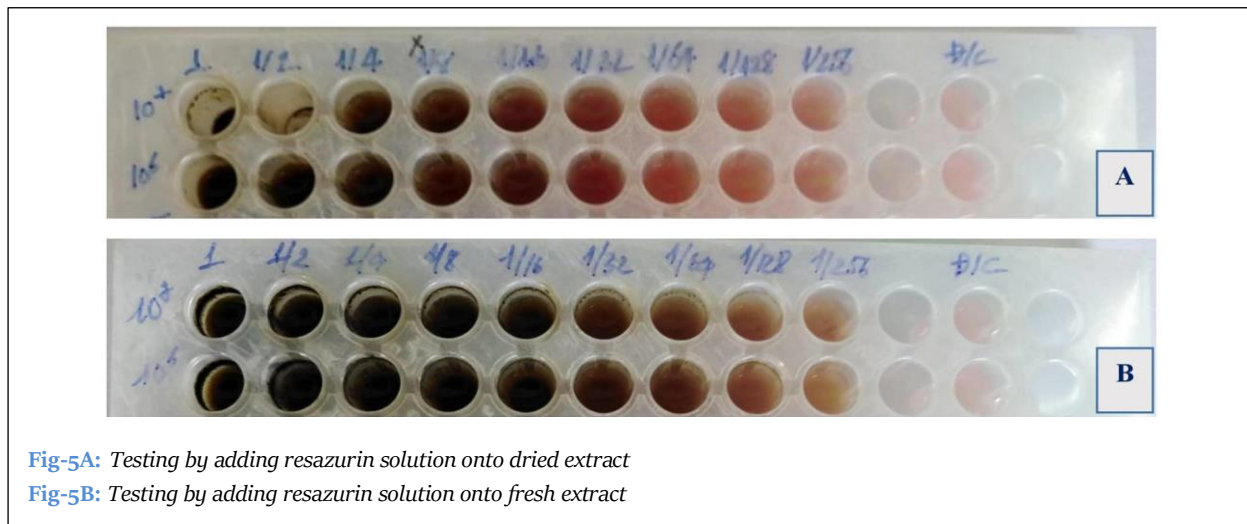 1 1/2 1/4 1/8 1/16 1/32 1/64 1/128 1/256 B/C
10⁷
10⁶
A
1 1/2 1/4 1/8 1/16 1/32 1/64 1/128 1/256 B/C
10⁷
10⁶
B
Fig-5A: Testing by adding resazurin solution onto dried extract
Fig-5B: Testing by adding resazurin solution onto fresh extract